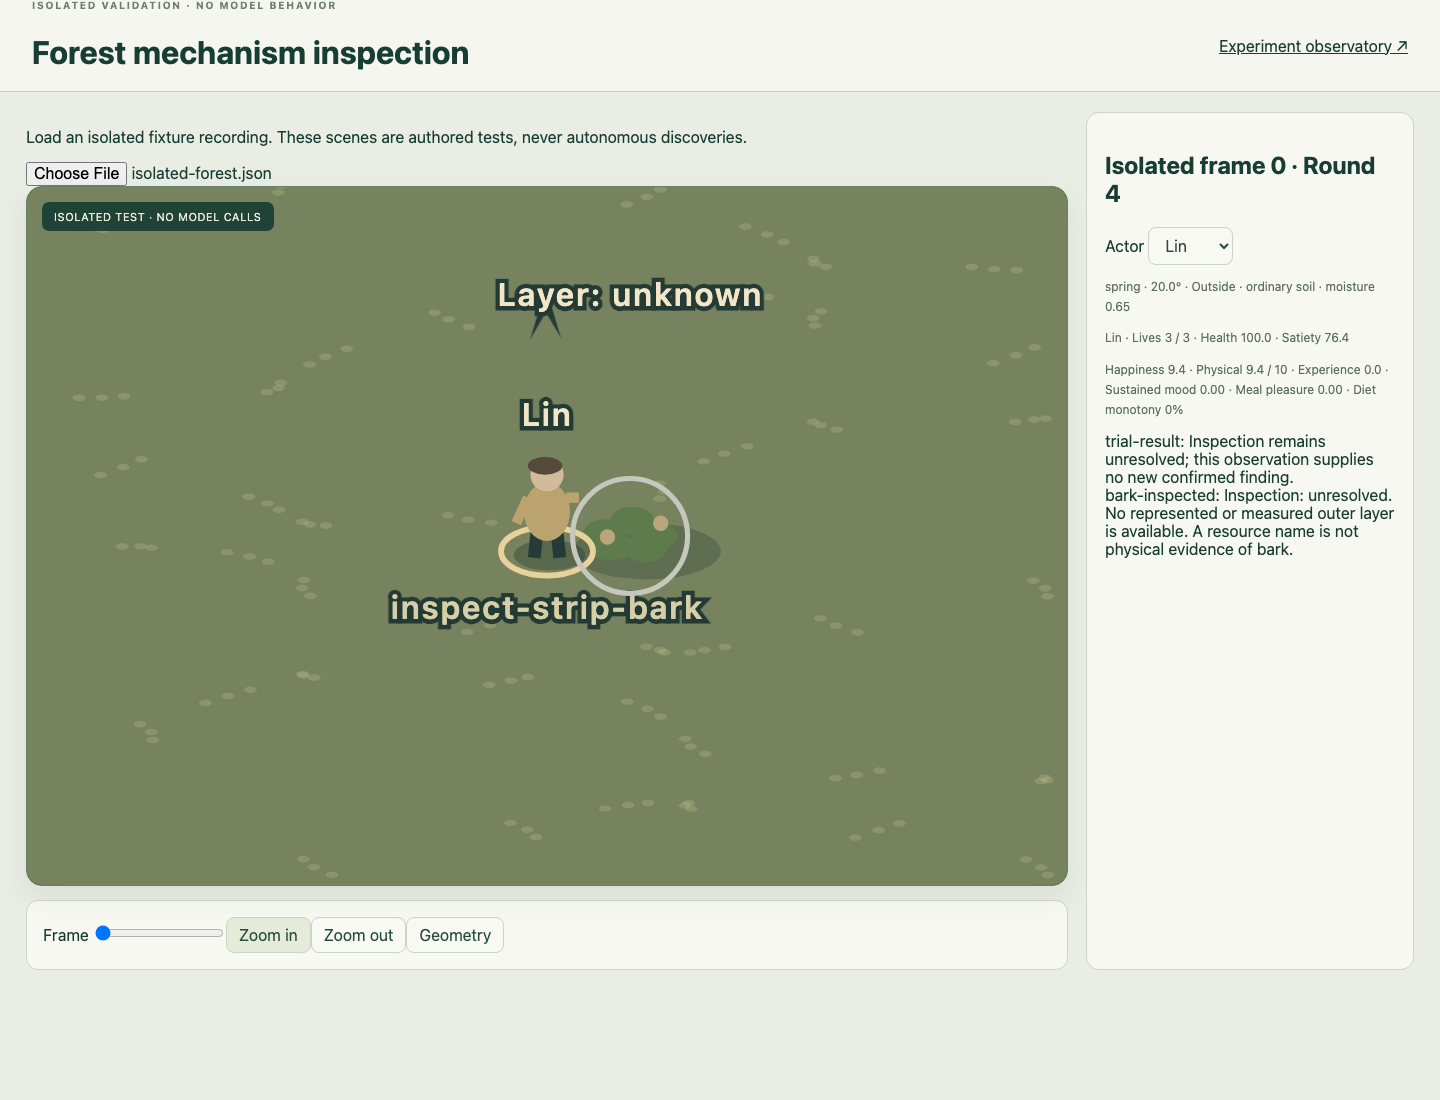 ISOLATED VALIDATION · NO MODEL BEHAVIOR
Forest mechanism inspection
Experiment observatory ↗
Load an isolated fixture recording. These scenes are authored tests, never autonomous discoveries.
Choose File isolated-forest.json
ISOLATED TEST · NO MODEL CALLS
Layer: unknown
Lin
inspect-strip-bark
Frame Zoom in Zoom out Geometry
Isolated frame 0 · Round
4
Actor Lin
spring · 20.0° · Outside · ordinary soil · moisture
0.65
Lin · Lives 3 / 3 · Health 100.0 · Satiety 76.4
Happiness 9.4 · Physical 9.4 / 10 · Experience 0.0 ·
Sustained mood 0.00 · Meal pleasure 0.00 · Diet
monotony 0%
trial-result: Inspection remains
unresolved; this observation supplies
no new confirmed finding.
bark-inspected: Inspection: unresolved.
No represented or measured outer layer
is available. A resource name is not
physical evidence of bark.